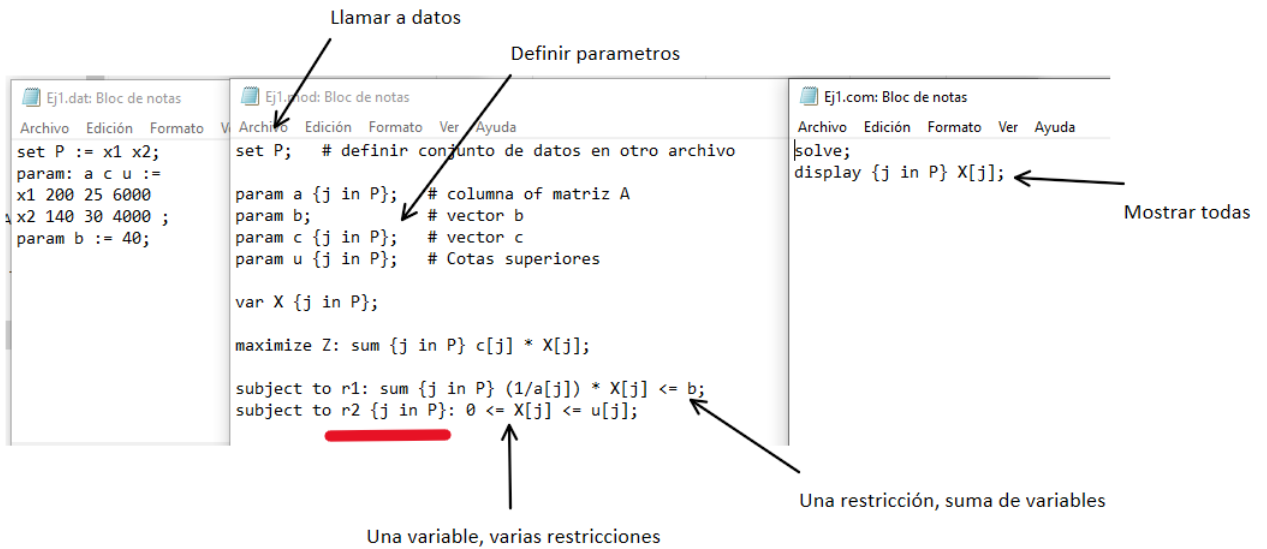 Llamar a datos
Definir parametros
Ej1.dat: Bloc de notas
Archivo Edición Formato
set P := x1 x2;
param: a c u :=
x1 200 25 6000
x2 140 30 4000 ;
param b := 40;
Ej1.mod: Bloc de notas
Archivo Edición Formato Ver Ayuda
set P; # definir conjunto de datos en otro archivo
param a {j in P}; # columna of matriz A
param b; # vector b
param c {j in P}; # vector c
param u {j in P}; # Cotas superiores
var X {j in P};
maximize Z: sum {j in P} c[j] * X[j];
subject to r1: sum {j in P} (1/a[j]) * X[j] <= b;
subject to r2 {j in P}: 0 <= X[j] <= u[j];
Ej1.com: Bloc de notas
Archivo Edición Formato Ver Ayuda
solve;
display {j in P} X[j];
Mostrar todas
Una restricción, suma de variables
Una variable, varias restricciones